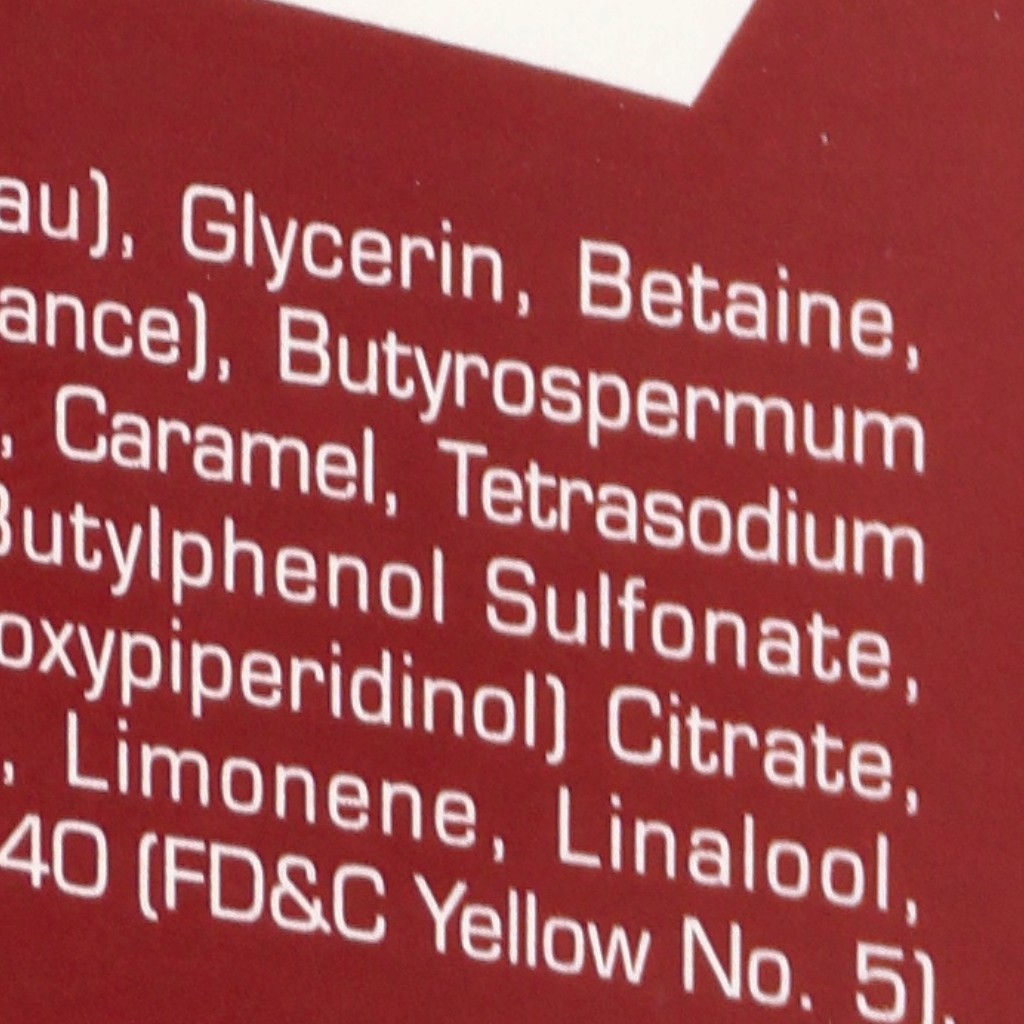 au), Glycerin, Betaine,
ance), Butyrospermum
, Caramel, Tetrasodium
Butylphenol Sulfonate,
oxypiperidinol) Citrate,
, Limonene, Linalool,
40 (FD&C Yellow No. 5),